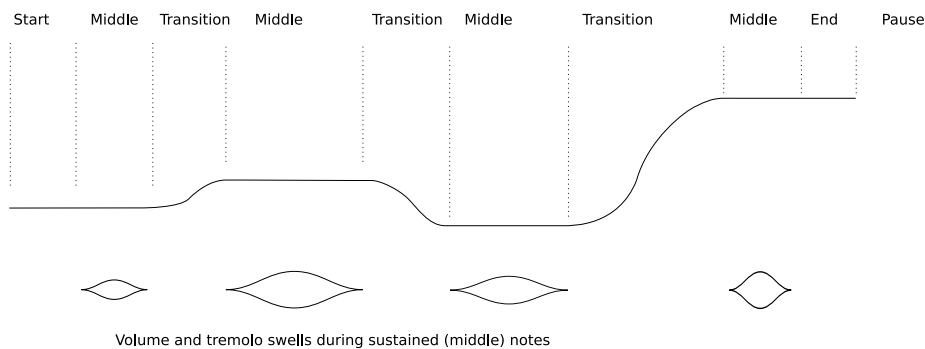 Start Middle Transition Middle Transition Middle Transition Middle End Pause
Volume and tremolo swells during sustained (middle) notes